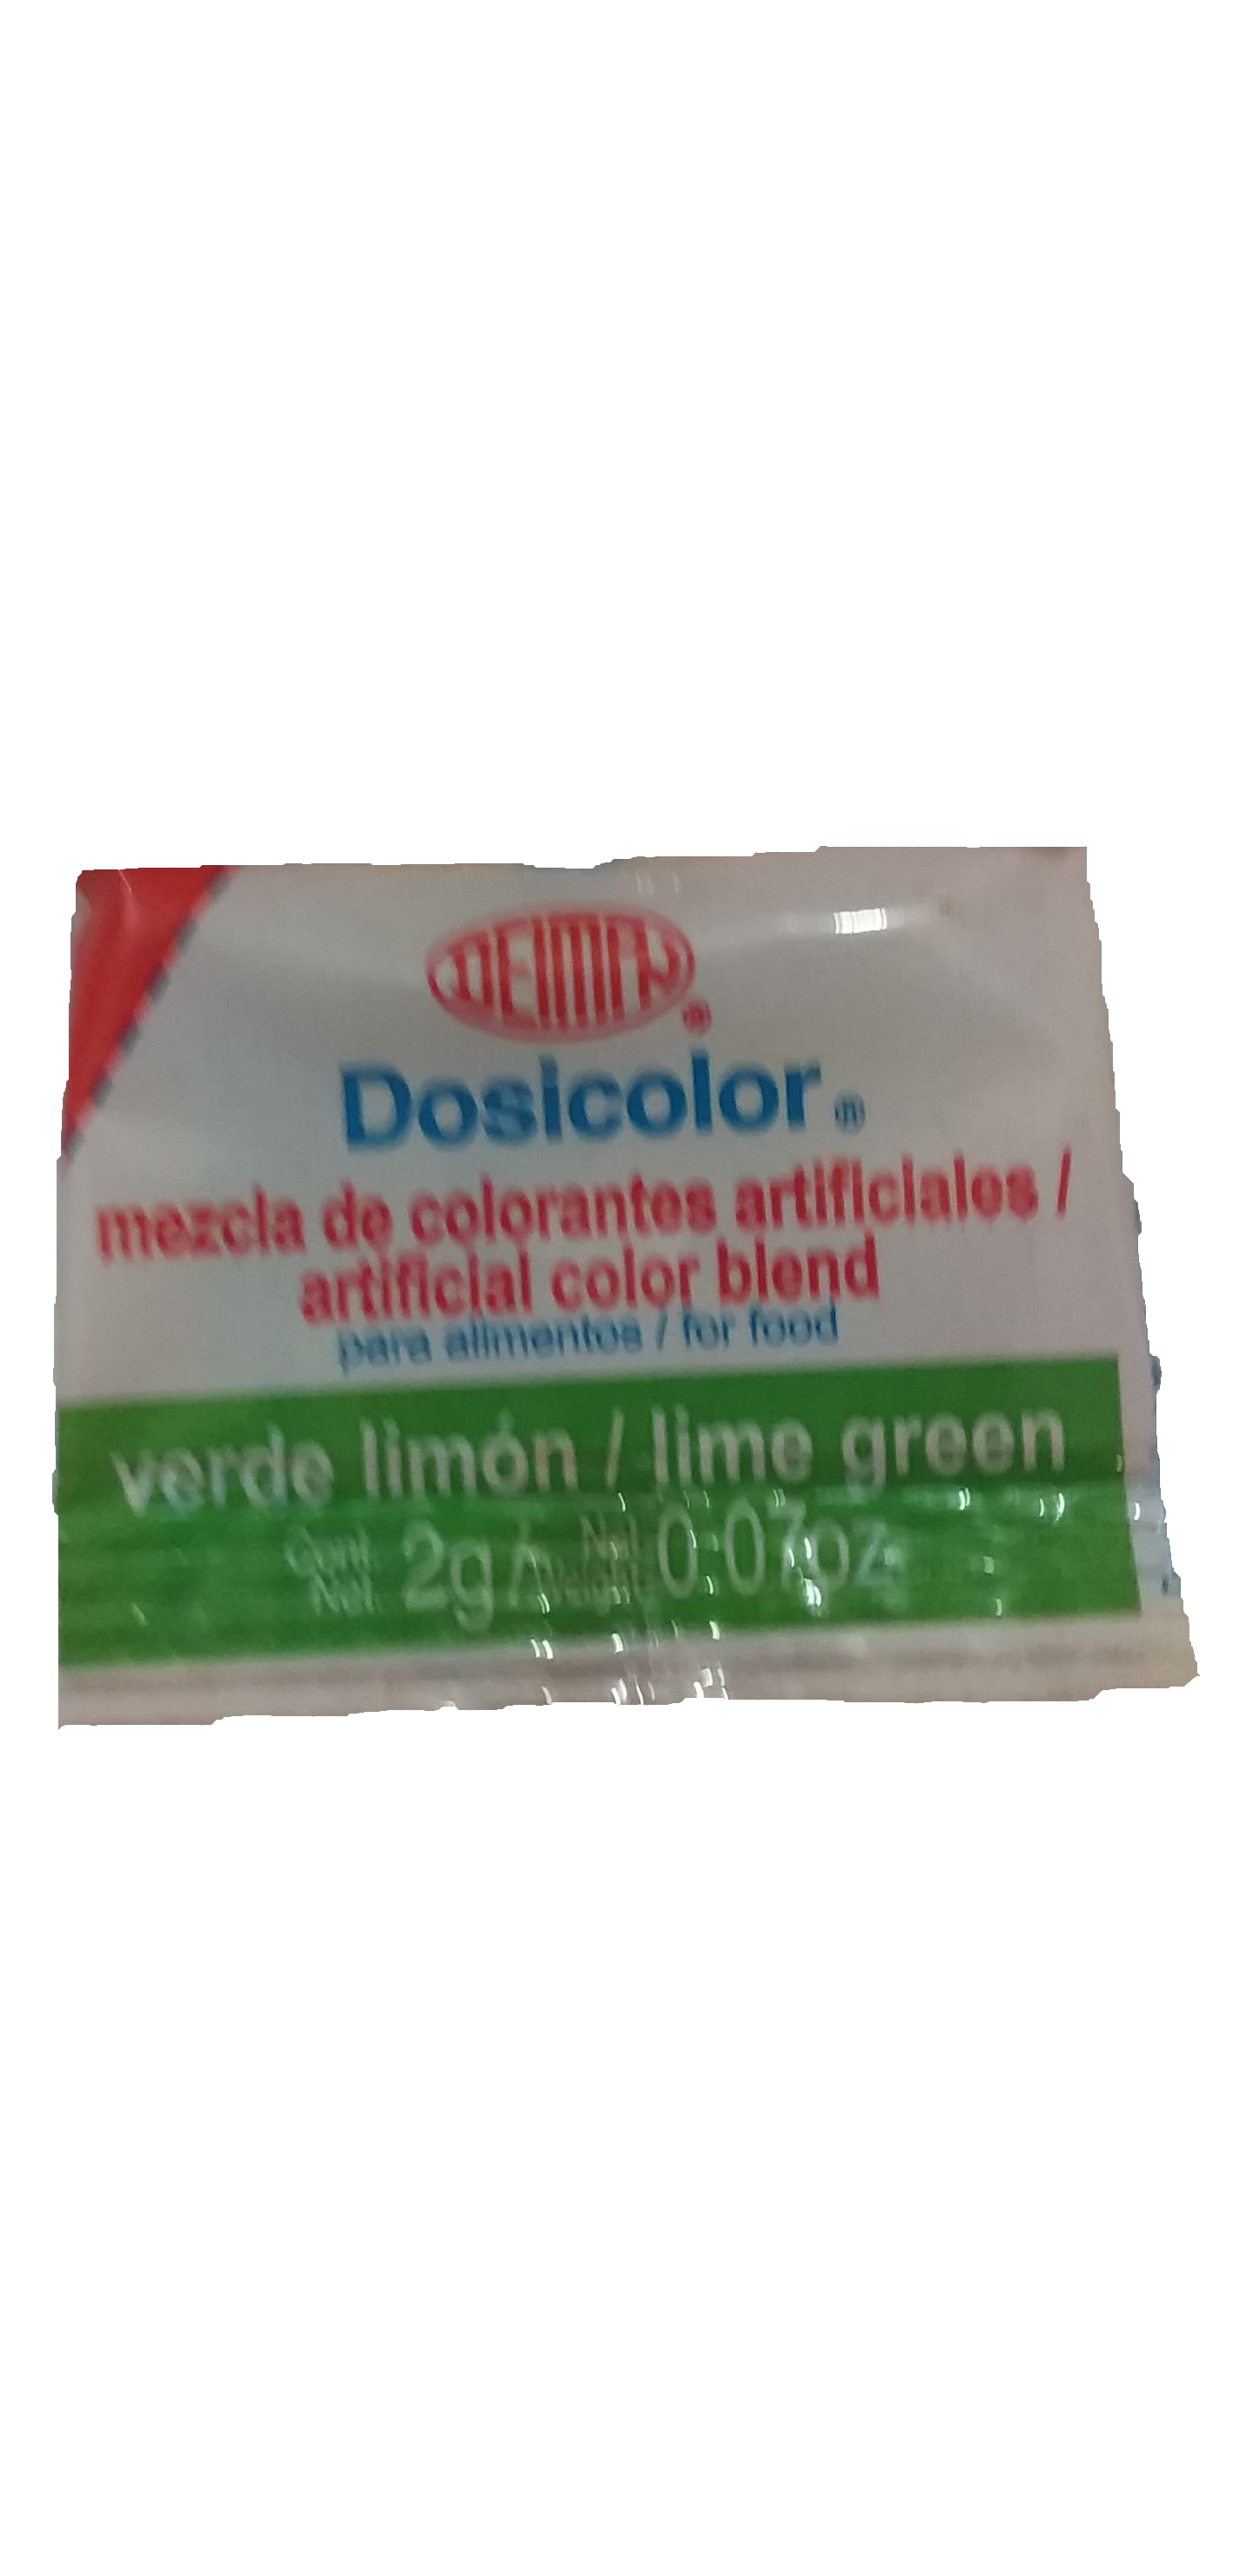 DEIMAN®
Dosicolor®
mezcla de colorantes artificiales /
artificial color blend
para alimentos / for food
verde limón / lime green
Cont. Net. 2g / Net Weight 0.07oz